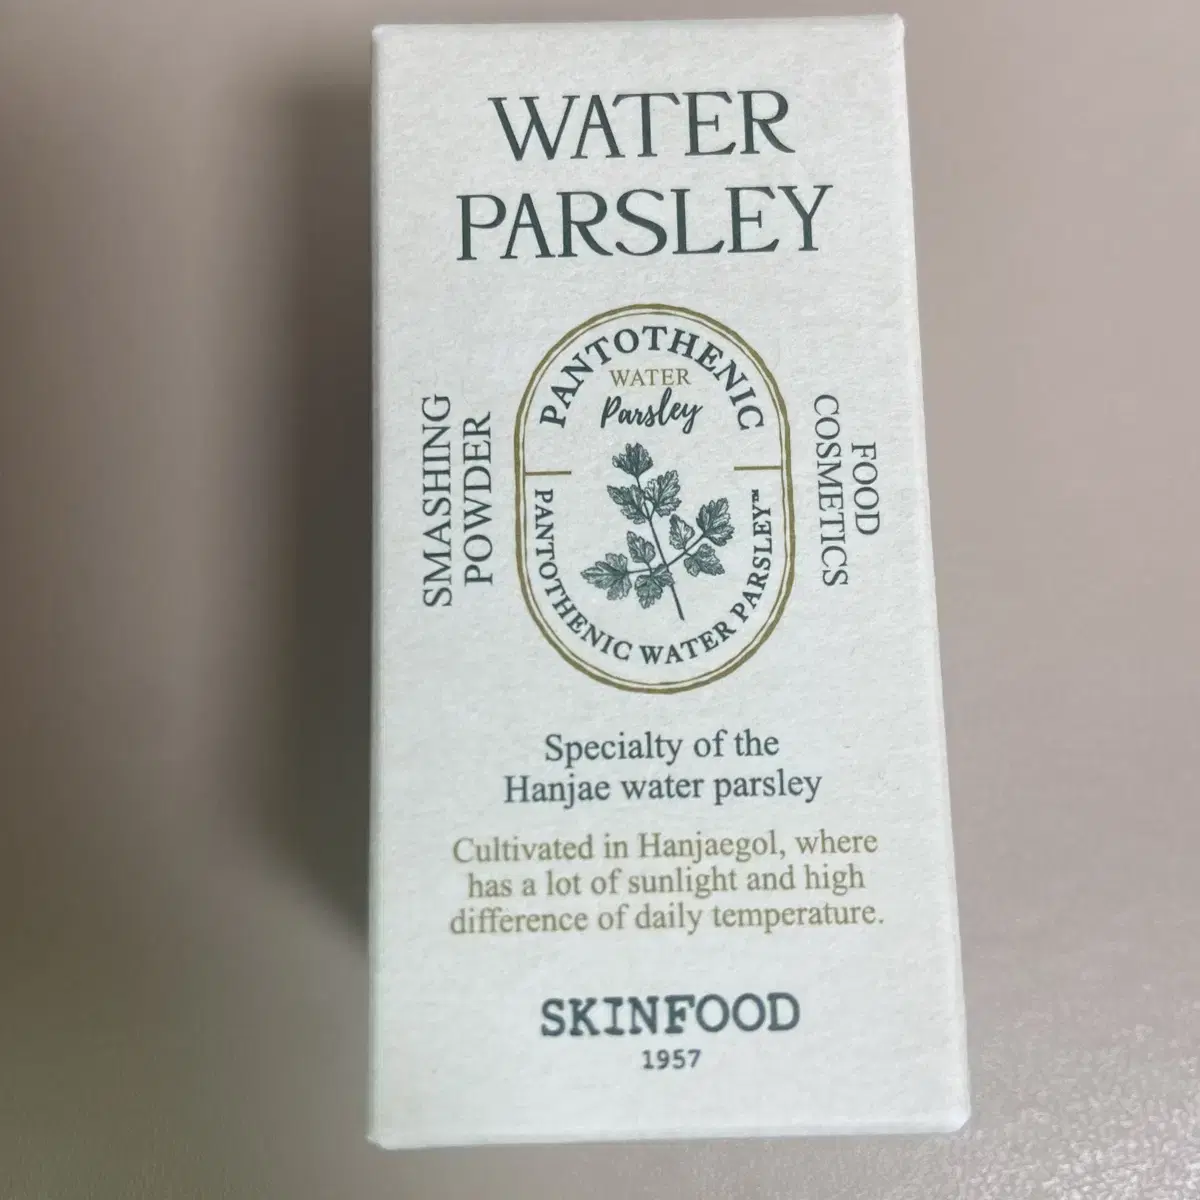 WATER
PARSLEY
PANTOTHENIC
WATER
Parsley
PANTOTHENIC WATER PARSLEY™
SMASHING
POWDER
FOOD
COSMETICS
Specialty of the
Hanjae water parsley
Cultivated in Hanjaegol, where
has a lot of sunlight and high
difference of daily temperature.
SKINFOOD
1957